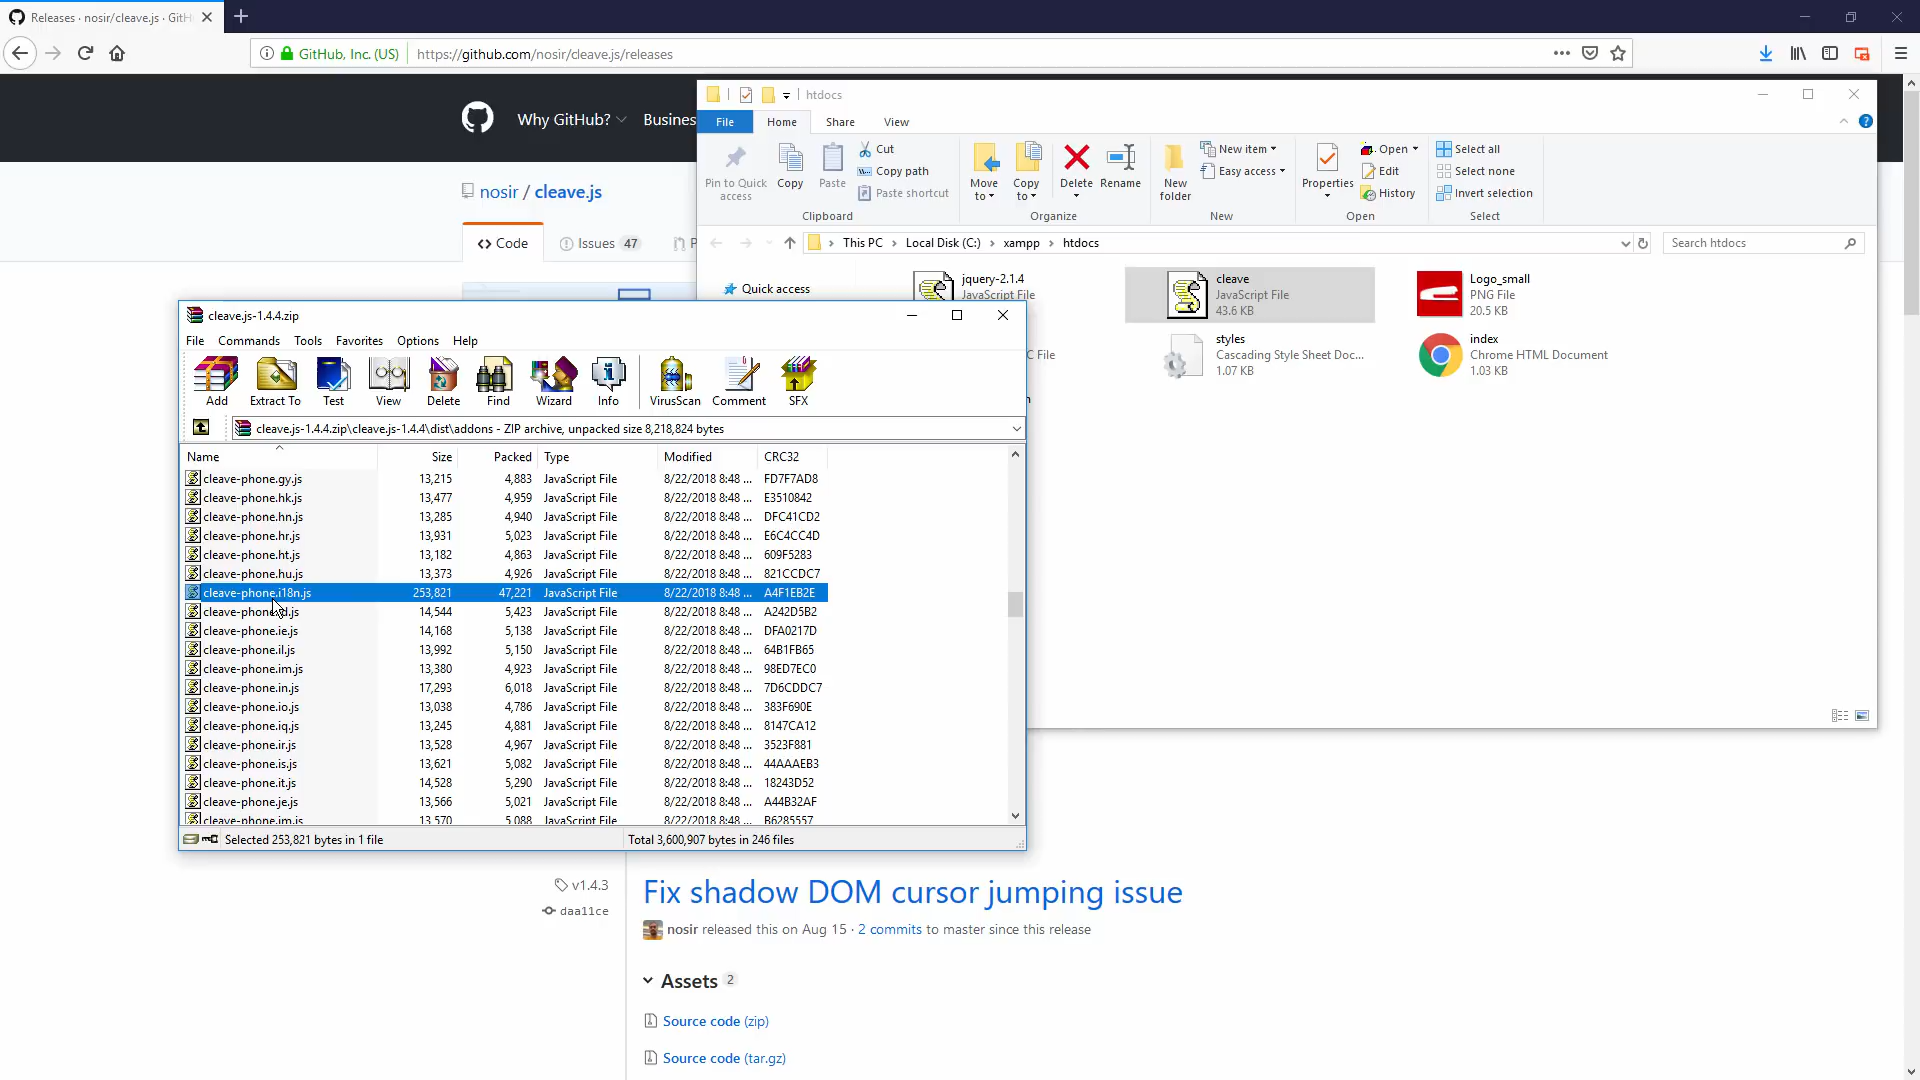 Releases · nosir/cleave.js · GitH
GitHub, Inc. (US)
https://github.com/nosir/cleave.js/releases
Why GitHub?
Busines
nosir / cleave.js
Code
Issues 47
P
htdocs
File
Home
Share
View
Pin to Quick access
Copy
Paste
Cut
Copy path
Paste shortcut
Clipboard
Move to
Copy to
Delete
Rename
Organize
New folder
New item
Easy access
New
Properties
Open
Edit
History
Open
Select all
Select none
Invert selection
Select
This PC
Local Disk (C:)
xampp
htdocs
Search htdocs
Quick access
jquery-2.1.4
JavaScript File
cleave
JavaScript File
43.6 KB
Logo_small
PNG File
20.5 KB
C File
styles
Cascading Style Sheet Doc...
1.07 KB
index
Chrome HTML Document
1.03 KB
cleave.js-1.4.4.zip
File Commands Tools Favorites Options Help
Add Extract To Test View Delete Find Wizard Info VirusScan Comment SFX
cleave.js-1.4.4.zip\cleave.js-1.4.4\dist\addons - ZIP archive, unpacked size 8,218,824 bytes
Name Size Packed Type Modified CRC32
cleave-phone.gy.js 13,215 4,883 JavaScript File 8/22/2018 8:48 ... FD7F7AD8
cleave-phone.hk.js 13,477 4,959 JavaScript File 8/22/2018 8:48 ... E3510842
cleave-phone.hn.js 13,285 4,940 JavaScript File 8/22/2018 8:48 ... DFC41CD2
cleave-phone.hr.js 13,931 5,023 JavaScript File 8/22/2018 8:48 ... E6C4CC4D
cleave-phone.ht.js 13,182 4,863 JavaScript File 8/22/2018 8:48 ... 609F5283
cleave-phone.hu.js 13,373 4,926 JavaScript File 8/22/2018 8:48 ... 821CCDC7
cleave-phone.i18n.js 253,821 47,221 JavaScript File 8/22/2018 8:48 ... A4F1EB2E
cleave-phone.id.js 14,544 5,423 JavaScript File 8/22/2018 8:48 ... A242D5B2
cleave-phone.ie.js 14,168 5,138 JavaScript File 8/22/2018 8:48 ... DFA0217D
cleave-phone.il.js 13,992 5,150 JavaScript File 8/22/2018 8:48 ... 64B1FB65
cleave-phone.im.js 13,380 4,923 JavaScript File 8/22/2018 8:48 ... 98ED7EC0
cleave-phone.in.js 17,293 6,018 JavaScript File 8/22/2018 8:48 ... 7D6CDDC7
cleave-phone.io.js 13,038 4,786 JavaScript File 8/22/2018 8:48 ... 383F690E
cleave-phone.iq.js 13,245 4,881 JavaScript File 8/22/2018 8:48 ... 8147CA12
cleave-phone.ir.js 13,528 4,967 JavaScript File 8/22/2018 8:48 ... 3523F881
cleave-phone.is.js 13,621 5,082 JavaScript File 8/22/2018 8:48 ... 44AAAEB3
cleave-phone.it.js 14,528 5,290 JavaScript File 8/22/2018 8:48 ... 18243D52
cleave-phone.je.js 13,566 5,021 JavaScript File 8/22/2018 8:48 ... A44B32AF
cleave-phone.jm.js 13,570 5,088 JavaScript File 8/22/2018 8:48 ... B6285557
Selected 253,821 bytes in 1 file
Total 3,600,907 bytes in 246 files
v1.4.3
daa11ce
Fix shadow DOM cursor jumping issue
nosir released this on Aug 15 · 2 commits to master since this release
Assets 2
Source code (zip)
Source code (tar.gz)